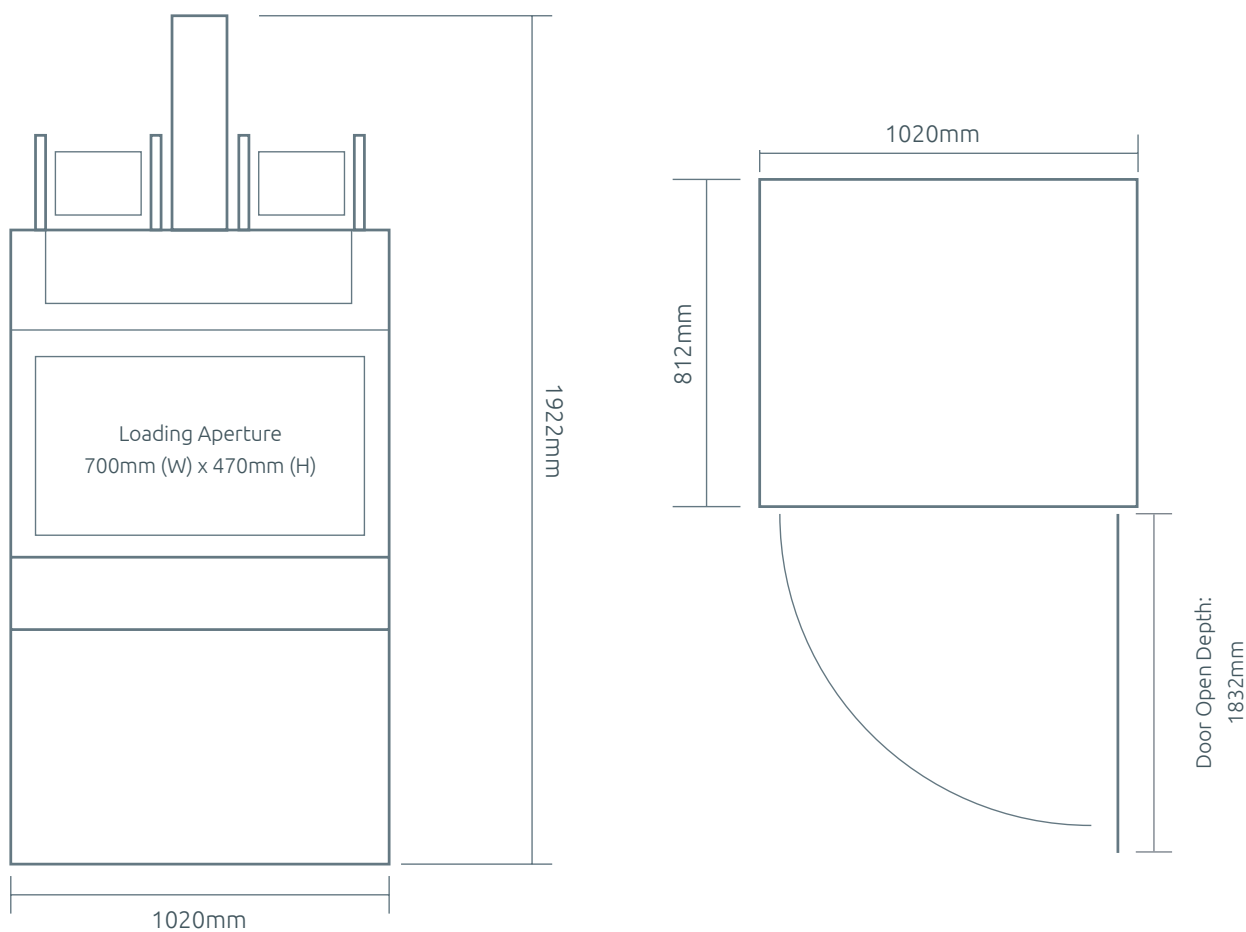 Loading Aperture
700mm (W) x 470mm (H)
1922mm
1020mm
1020mm
812mm
Door Open Depth:
1832mm